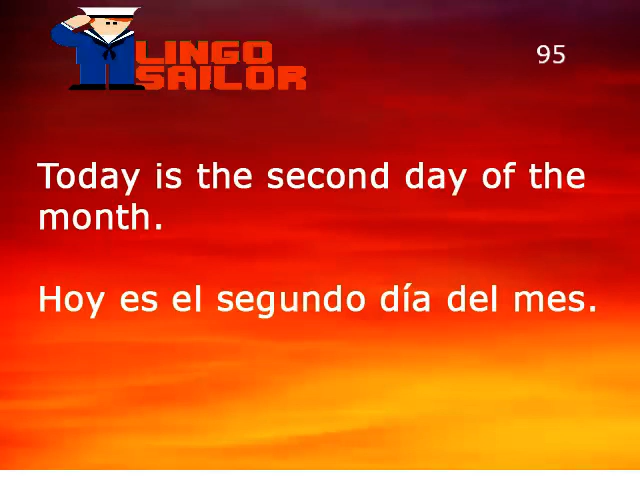 LINGO
SAILOR
95
Today is the second day of the
month.
Hoy es el segundo día del mes.